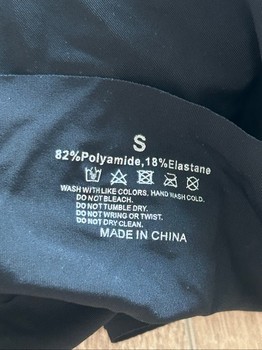 S
82%Polyamide,18%Elastane
WASH WITH LIKE COLORS. HAND WASH COLD.
DO NOT BLEACH.
DO NOT TUMBLE DRY.
DO NOT WRING OR TWIST.
DO NOT DRY CLEAN.
MADE IN CHINA